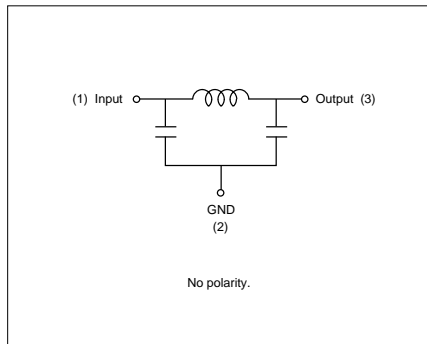 (1) Input
Output (3)
GND
(2)
No polarity.